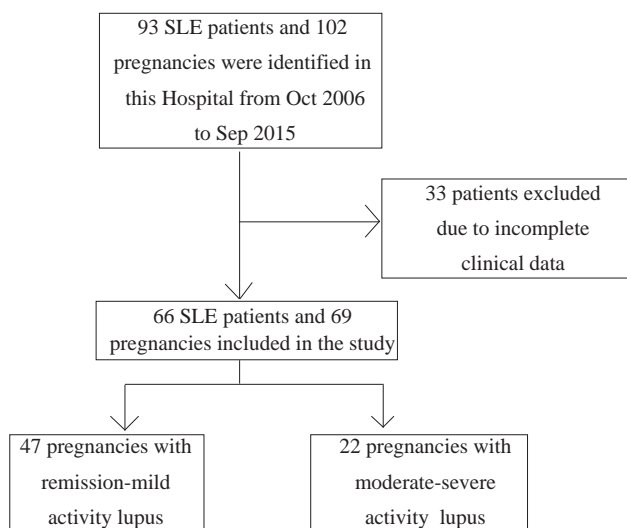 93 SLE patients and 102
pregnancies were identified in
this Hospital from Oct 2006
to Sep 2015
33 patients excluded
due to incomplete
clinical data
66 SLE patients and 69
pregnancies included in the study
47 pregnancies with
remission-mild
activity lupus
22 pregnancies with
moderate-severe
activity lupus